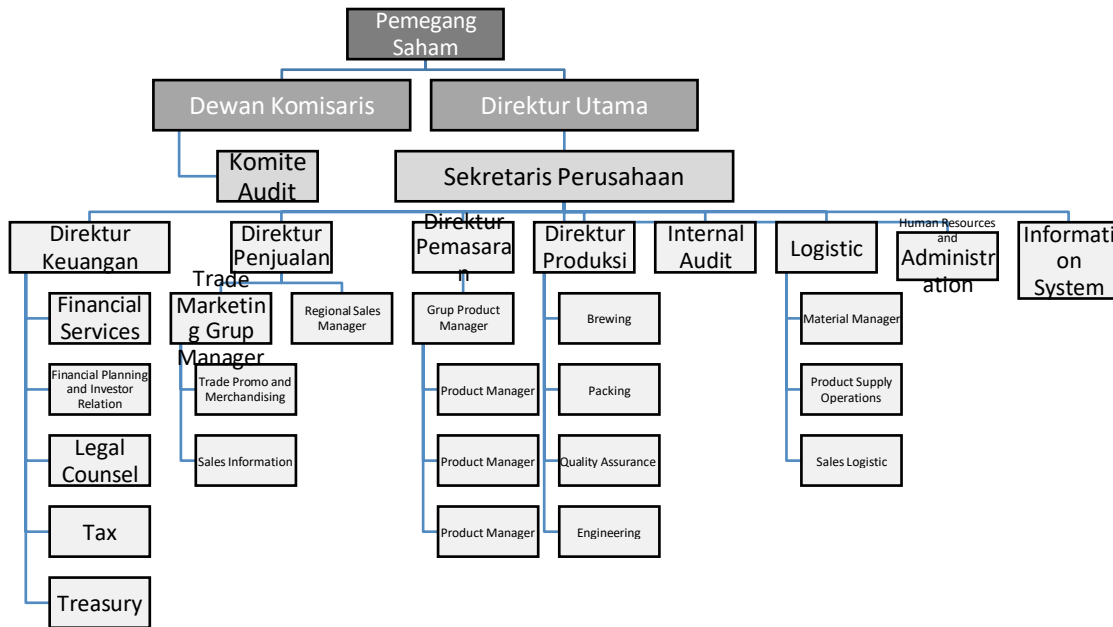 Pemegang
Saham
Dewan Komisaris
Direktur Utama
Komite
Audit
Sekretaris Perusahaan
Direktur
Keuangan
Direktur
Penjualan
Direktur
Pemasara
n
Direktur
Produksi
Internal
Audit
Logistic
Human Resources
and
Administr
ation
Informati
on
System
Financial
Services
Trade
Marketin
g Grup
Manager
Regional Sales
Manager
Grup Product
Manager
Brewing
Material Manager
Financial Planning
and Investor
Relation
Trade Promo and
Merchandising
Product Manager
Packing
Product Supply
Operations
Legal
Counsel
Sales Information
Product Manager
Quality Assurance
Sales Logistic
Tax
Product Manager
Engineering
Treasury